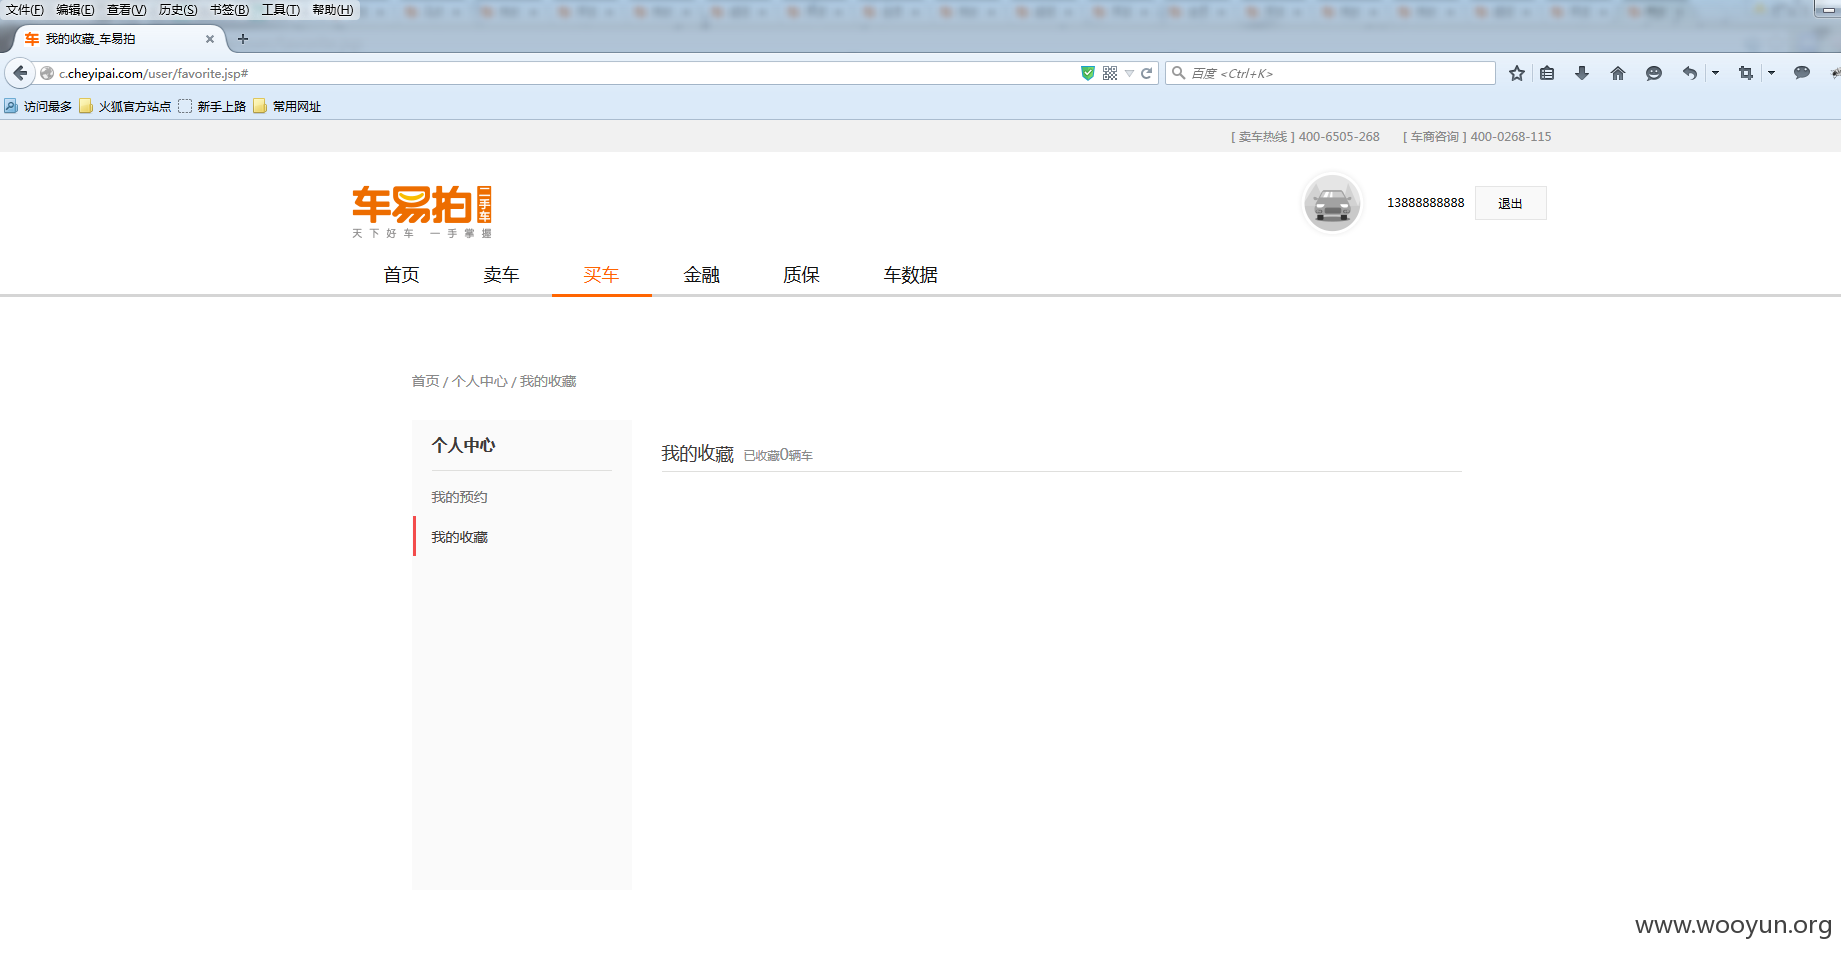 文件(F) 编辑(E) 查看(V) 历史(S) 书签(B) 工具(T) 帮助(H)
车 我的收藏_车易拍
c.cheyipai.com/user/favorite.jsp#
百度 <Ctrl+K>
访问最多 火狐官方站点 新手上路 常用网址
[ 卖车热线 ] 400-6505-268 [ 车商咨询 ] 400-0268-115
车易拍 二手车
天下好车 一手掌握
13888888888 退出
首页 卖车 买车 金融 质保 车数据
首页 / 个人中心 / 我的收藏
个人中心
我的预约
我的收藏
我的收藏 已收藏0辆车
www.wooyun.org